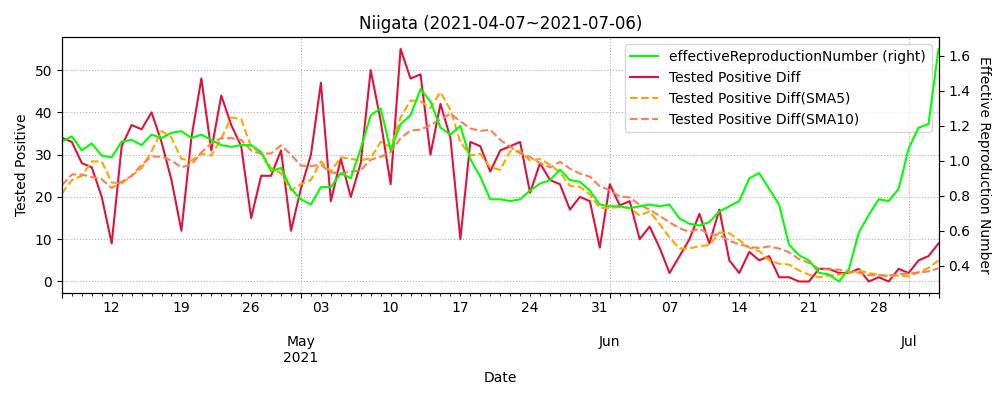 Niigata (2021-04-07~2021-07-06)
effectiveReproductionNumber (right)
Tested Positive Diff
Tested Positive Diff(SMA5)
Tested Positive Diff(SMA10)
Tested Positive
50
40
30
20
10
0
1.6
1.4
1.2
1.0
0.8
0.6
0.4
Effective Reproduction Number
12 19 26 03 10 17 24 31 07 14 21 28
May Jun Jul
2021
Date